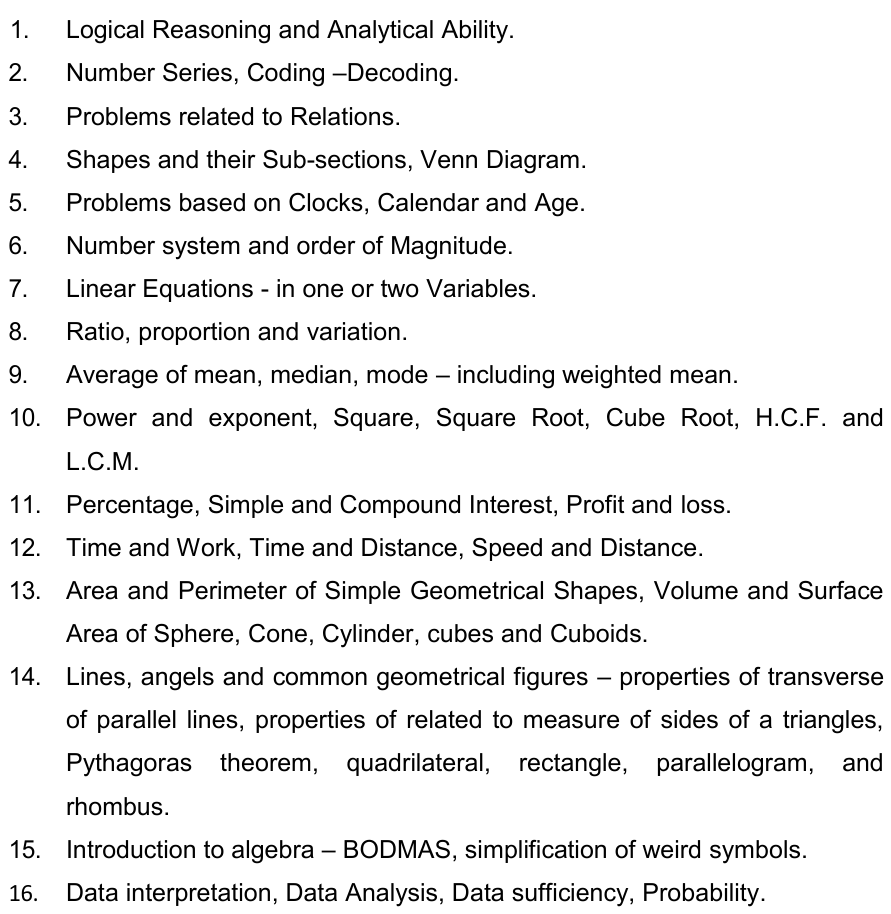 1. Logical Reasoning and Analytical Ability.
2. Number Series, Coding –Decoding.
3. Problems related to Relations.
4. Shapes and their Sub-sections, Venn Diagram.
5. Problems based on Clocks, Calendar and Age.
6. Number system and order of Magnitude.
7. Linear Equations - in one or two Variables.
8. Ratio, proportion and variation.
9. Average of mean, median, mode – including weighted mean.
10. Power and exponent, Square, Square Root, Cube Root, H.C.F. and
L.C.M.
11. Percentage, Simple and Compound Interest, Profit and loss.
12. Time and Work, Time and Distance, Speed and Distance.
13. Area and Perimeter of Simple Geometrical Shapes, Volume and Surface
Area of Sphere, Cone, Cylinder, cubes and Cuboids.
14. Lines, angels and common geometrical figures – properties of transverse
of parallel lines, properties of related to measure of sides of a triangles,
Pythagoras theorem, quadrilateral, rectangle, parallelogram, and
rhombus.
15. Introduction to algebra – BODMAS, simplification of weird symbols.
16. Data interpretation, Data Analysis, Data sufficiency, Probability.